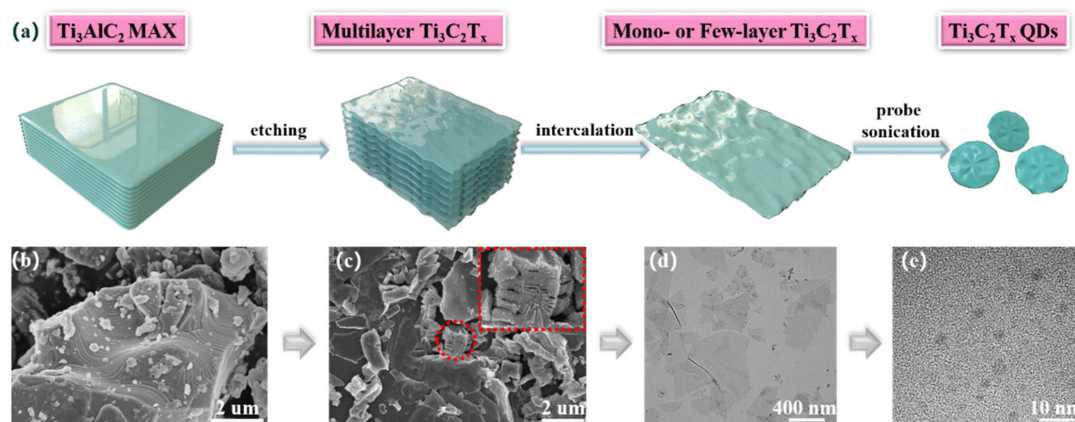 (a)
Ti₃AlC₂ MAX
Multilayer Ti₃C₂Tₓ
Mono- or Few-layer Ti₃C₂Tₓ
Ti₃C₂Tₓ QDs
etching
intercalation
probe
sonication
(b)
2 um
(c)
2 um
(d)
400 nm
(e)
10 nm